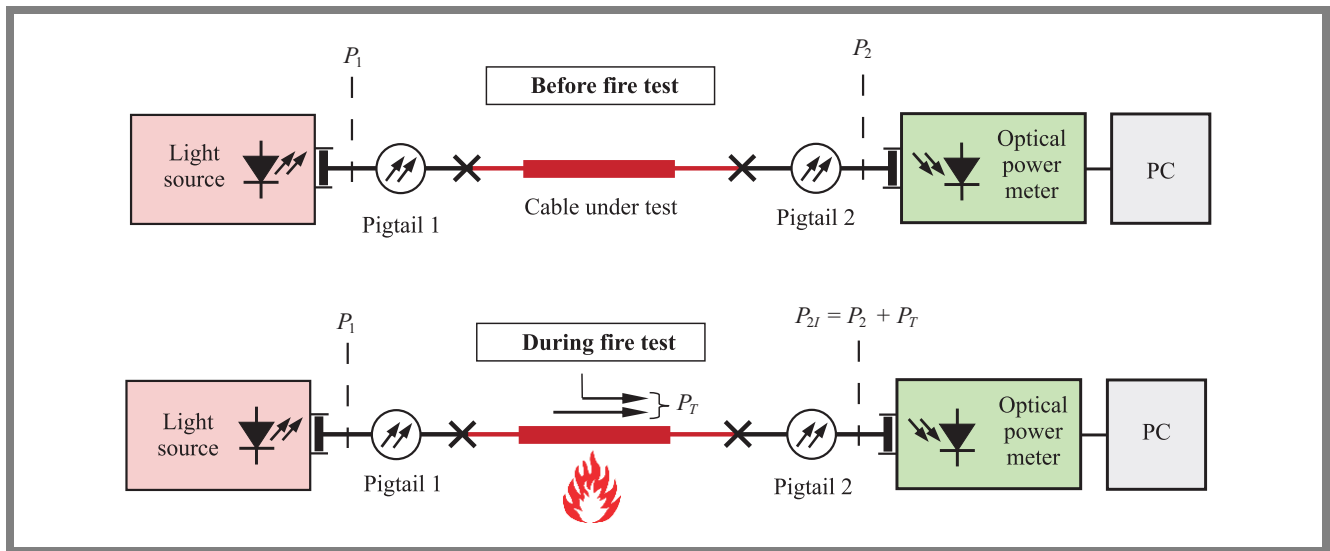 P1
P2
Before fire test
Light
source
Optical
power
meter
PC
Pigtail 1
Cable under test
Pigtail 2
P1
P2I = P2 + PT
During fire test
PT
Light
source
Optical
power
meter
PC
Pigtail 1
Pigtail 2